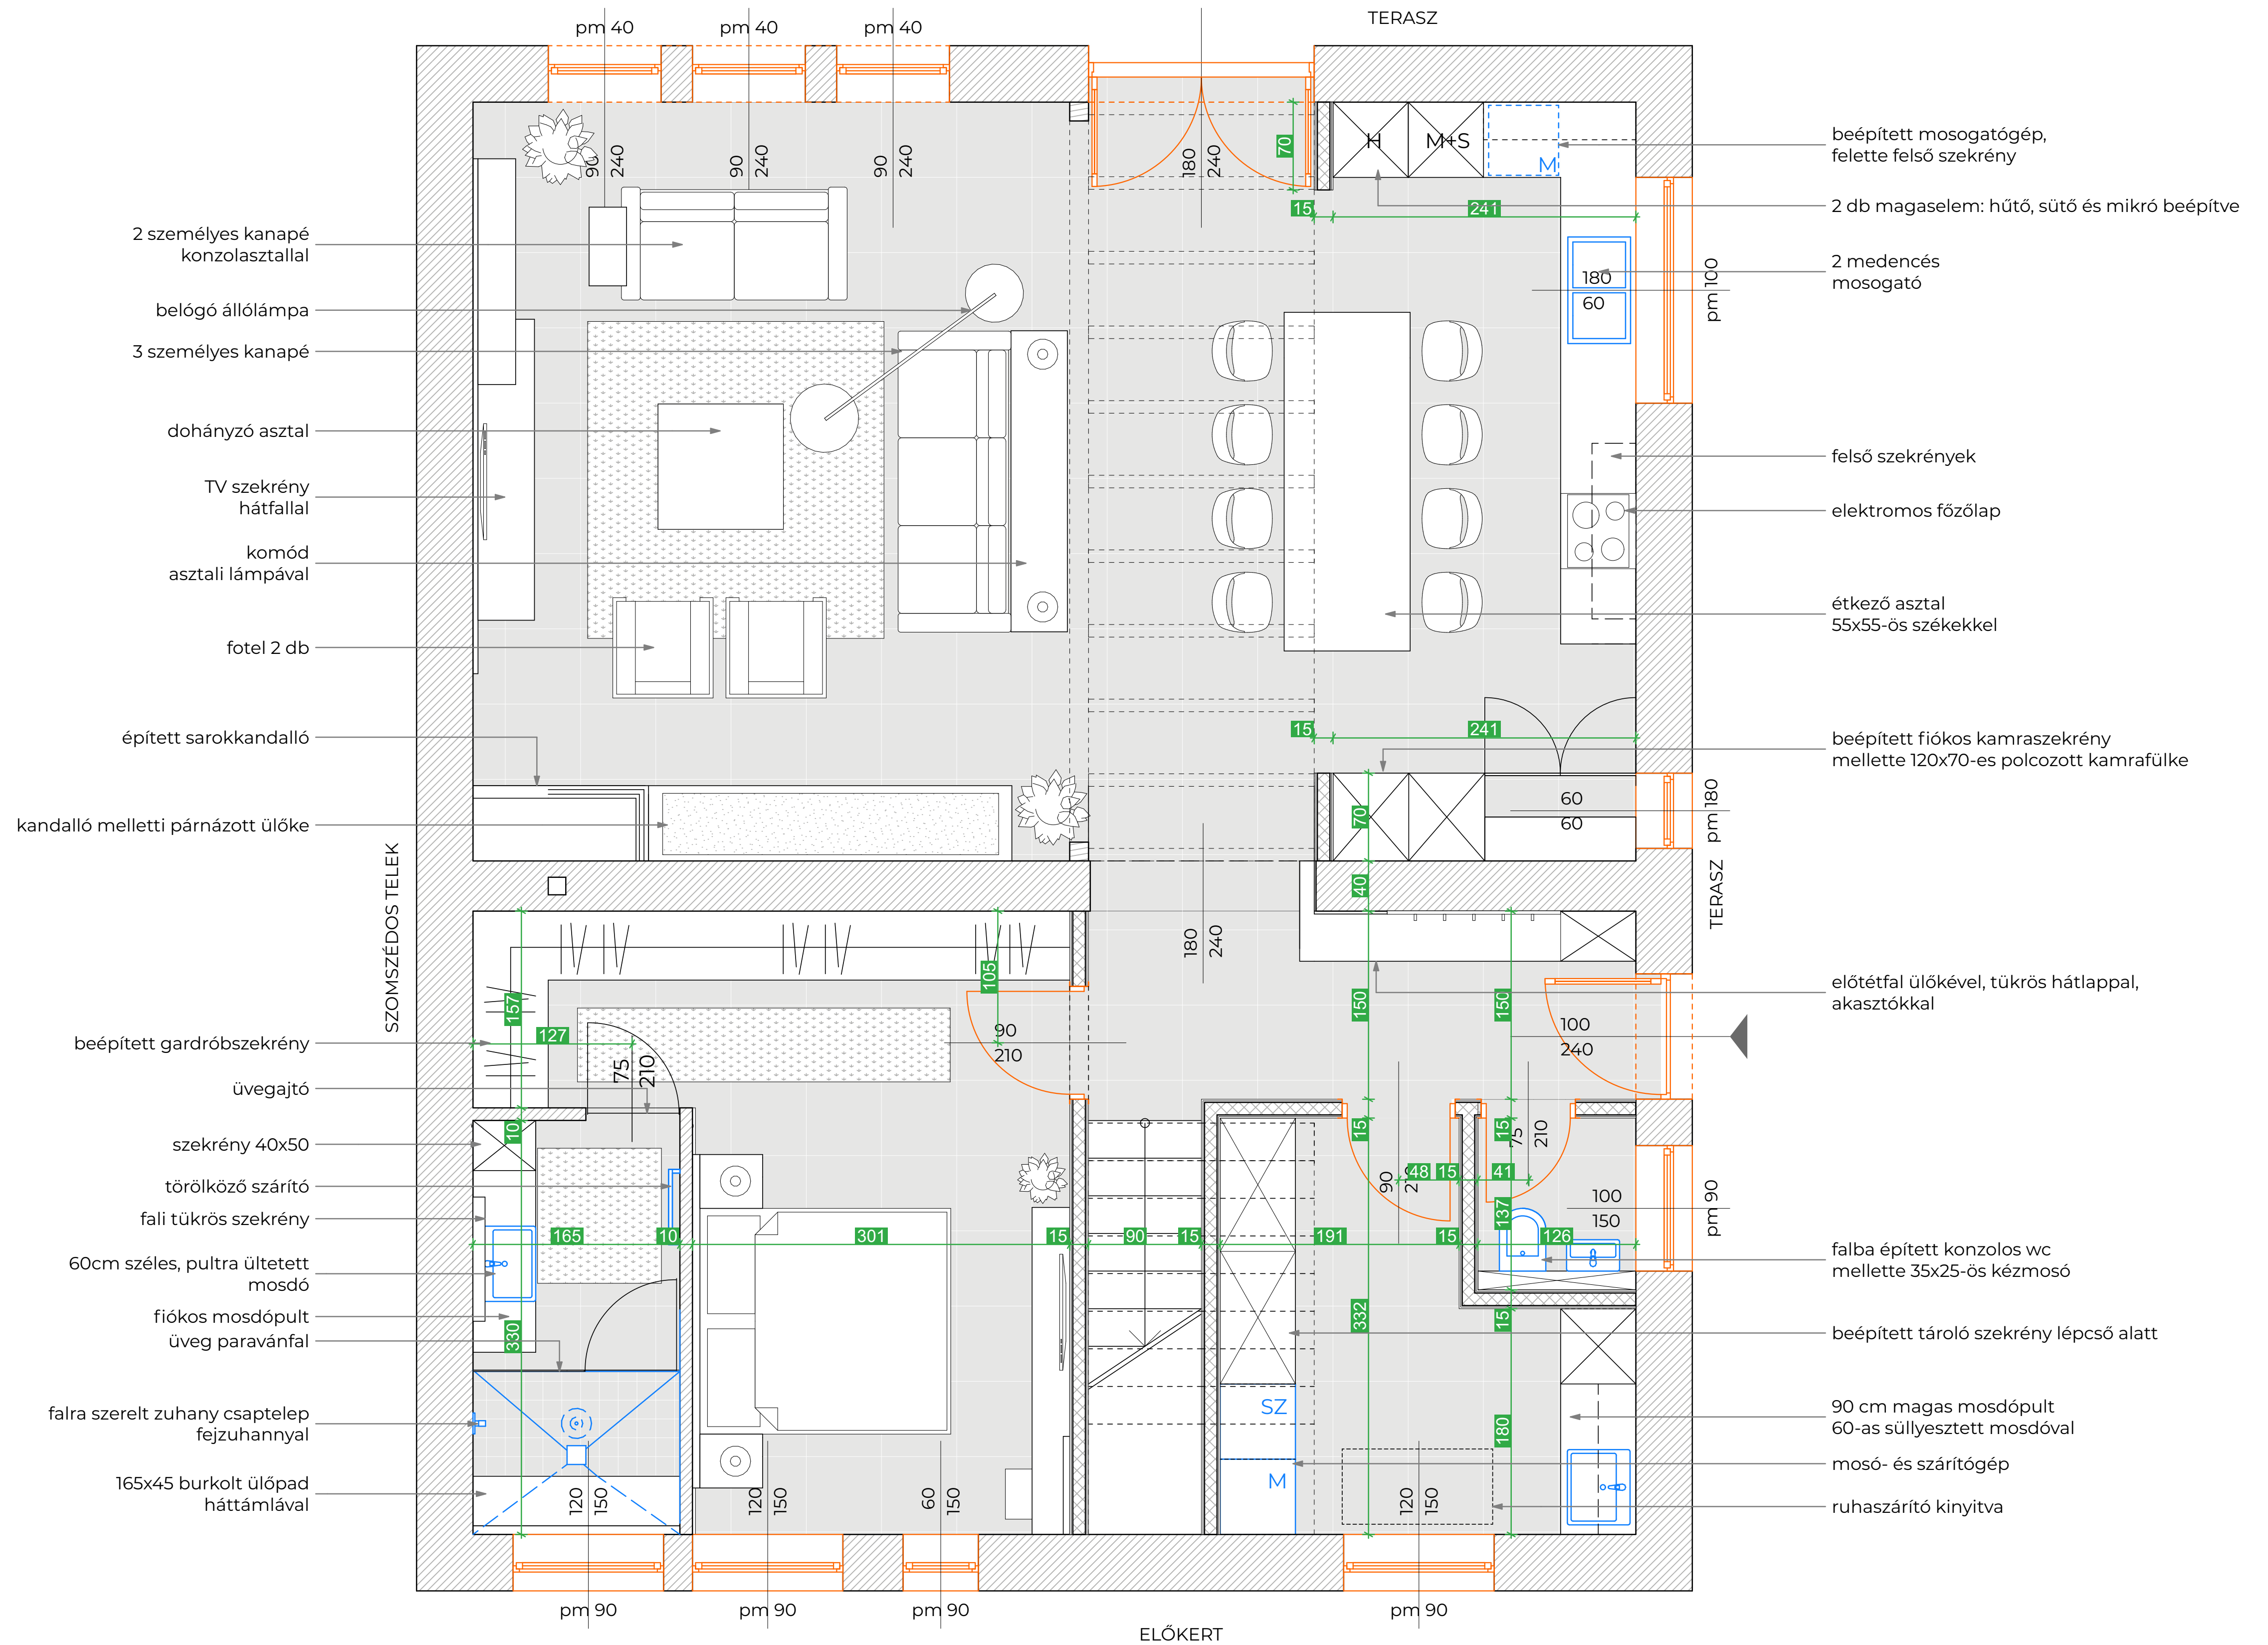 TERASZ
pm 40
pm 40
pm 40
90
240
90
240
90
240
180
240
70
H
M+S
M
15
241
beépített mosogatógép,
felette felső szekrény
2 db magaselem: hűtő, sütő és mikró beépítve
2 személyes kanapé
konzolasztallal
2 medencés
mosogató
180
60
pm 100
belógó állólámpa
3 személyes kanapé
dohányzó asztal
felső szekrények
TV szekrény
hátfallal
elektromos főzőlap
komód
asztali lámpával
étkező asztal
55x55-ös székekkel
fotel 2 db
15
241
épített sarokkandalló
beépített fiókos kamraszekrény
mellette 120x70-es polcozott kamrafülke
kandalló melletti párnázott ülőke
70
60
60
pm 180
40
SZOMSZÉDOS TELEK
TERASZ
180
240
105
157
127
150
150
előtétfal ülőkével, tükrös hátlappal,
akasztókkal
beépített gardróbszekrény
90
210
100
240
75
210
üvegajtó
10
15
15
75
210
szekrény 40x50
törölköző szárító
90
48
15
41
fali tükrös szekrény
137
100
150
pm 90
165
10
301
15
90
15
191
15
126
60cm széles, pultra ültetett
mosdó
falba épített konzolos wc
mellette 35x25-ös kézmosó
fiókos mosdópult
üveg paravánfal
330
332
15
beépített tároló szekrény lépcső alatt
falra szerelt zuhany csaptelep
fejzuhannyal
SZ
180
90 cm magas mosdópult
60-as süllyesztett mosdóval
165x45 burkolt ülőpad
háttámlával
M
mosó- és szárítógép
120
150
120
150
60
150
120
150
ruhaszárító kinyitva
pm 90
pm 90
pm 90
pm 90
ELŐKERT